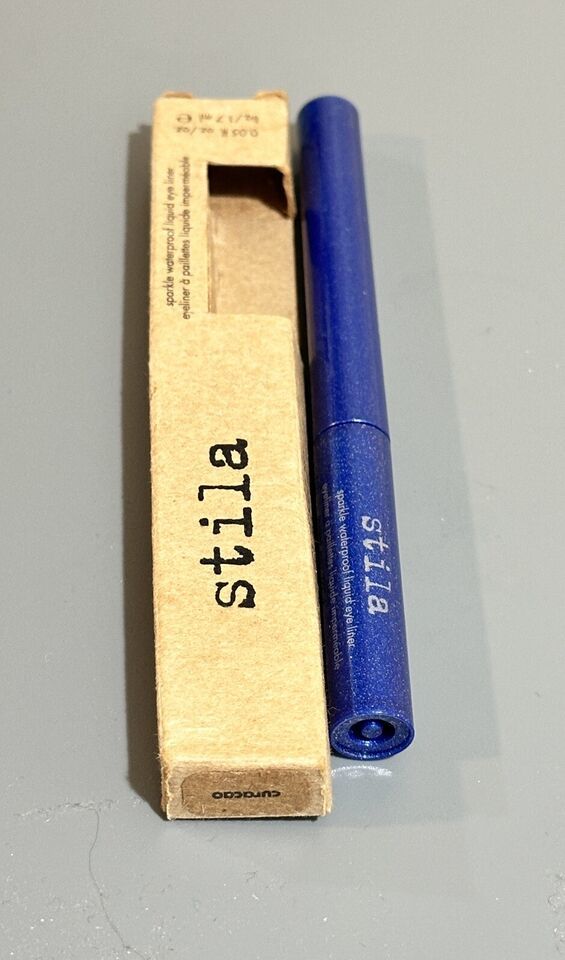 stila
sparkle waterproof liquid eye liner
eyeliner à paillettes liquide imperméable
0.05 fl oz/oz
liq/1.7 ml
curacao
stila
sparkle waterproof liquid eye liner
eyeliner à paillettes liquide imperméable